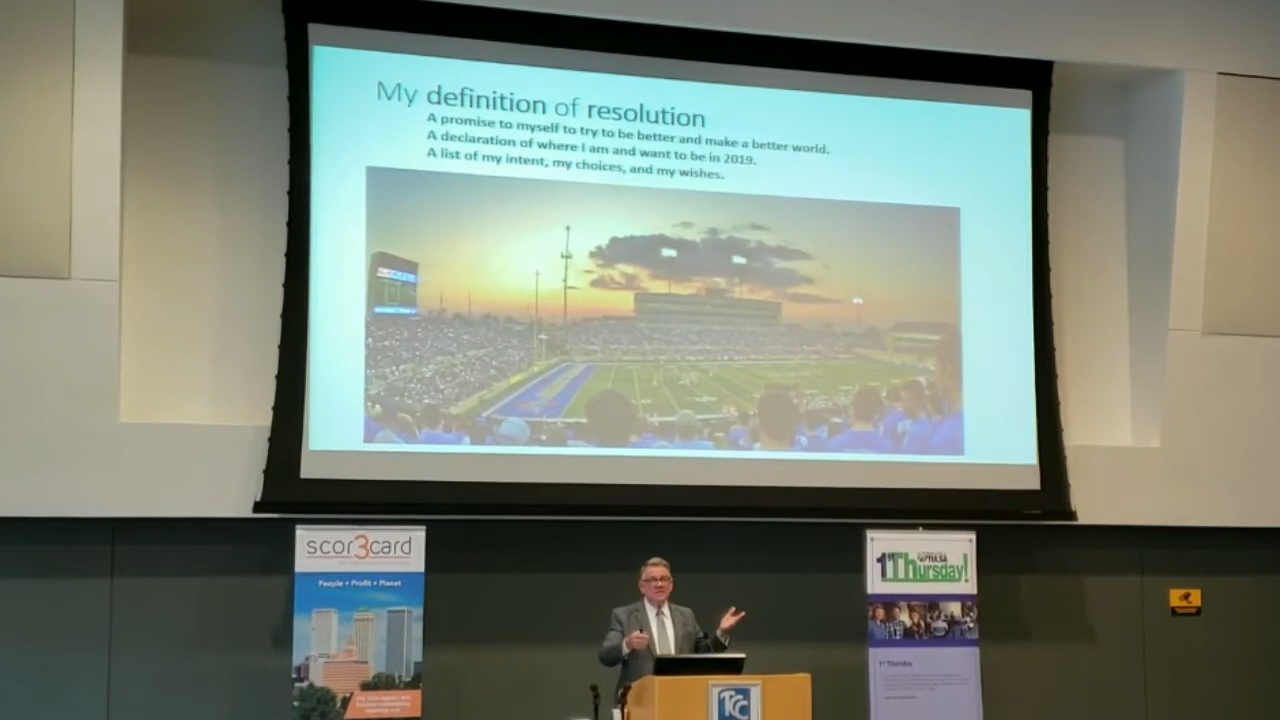 My definition of resolution
A promise to myself to try to be better and make a better world.
A declaration of where I am and want to be in 2019.
A list of my intent, my choices, and my wishes.
scor3card
People • Profit • Planet
1st Thursday!
TULSA
1st Thursday
TCC